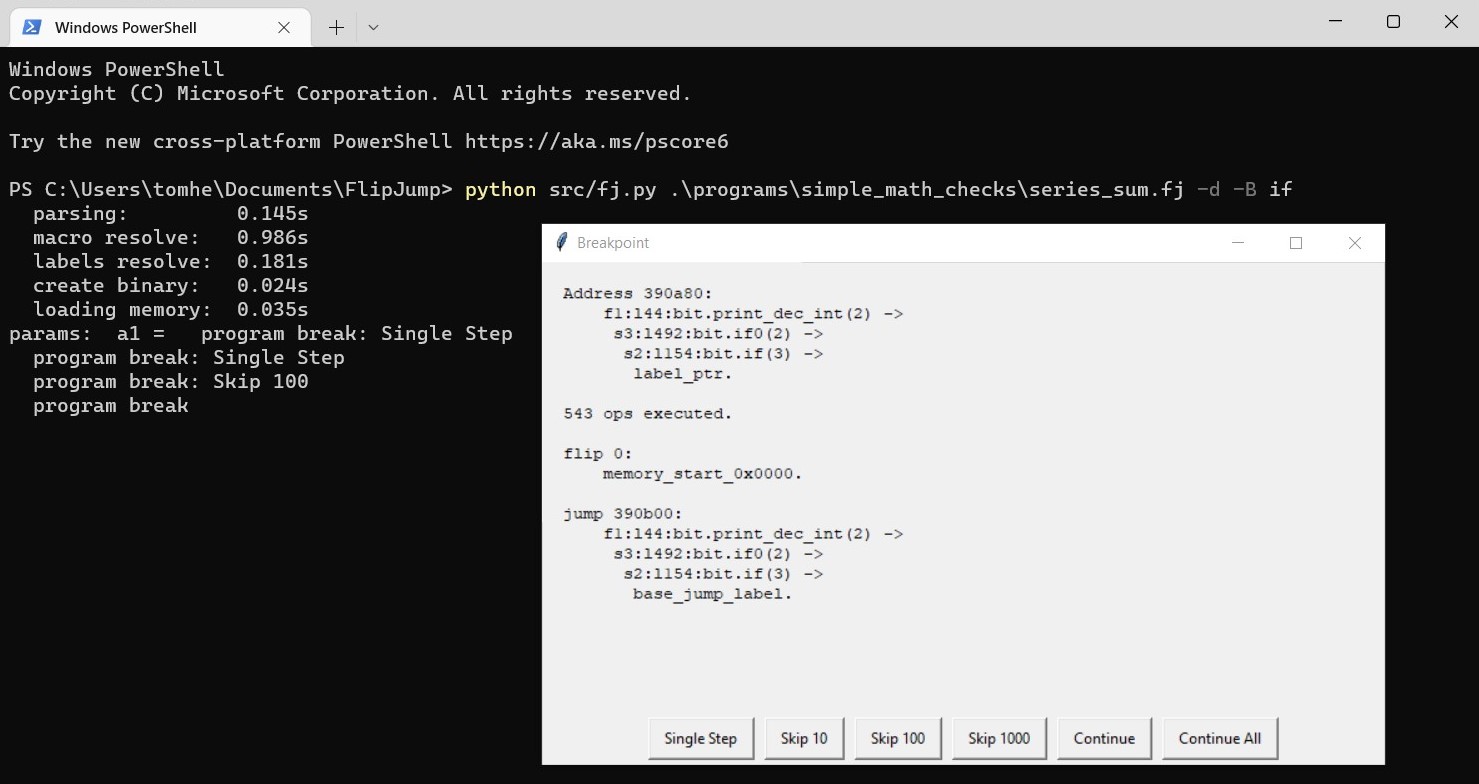 Windows PowerShell
Windows PowerShell
Copyright (C) Microsoft Corporation. All rights reserved.
Try the new cross-platform PowerShell https://aka.ms/pscore6
PS C:\Users\tomhe\Documents\FlipJump> python src/fj.py .\programs\simple_math_checks\series_sum.fj -d -B if
parsing: 0.145s
macro resolve: 0.986s
labels resolve: 0.181s
create binary: 0.024s
loading memory: 0.035s
params: a1 = program break: Single Step
program break: Single Step
program break: Skip 100
program break
Breakpoint
Address 390a80:
f1:l44:bit.print_dec_int(2) ->
s3:l492:bit.if0(2) ->
s2:l154:bit.if(3) ->
label_ptr.
543 ops executed.
flip 0:
memory_start_0x0000.
jump 390b00:
f1:l44:bit.print_dec_int(2) ->
s3:l492:bit.if0(2) ->
s2:l154:bit.if(3) ->
base_jump_label.
Single Step Skip 10 Skip 100 Skip 1000 Continue Continue All